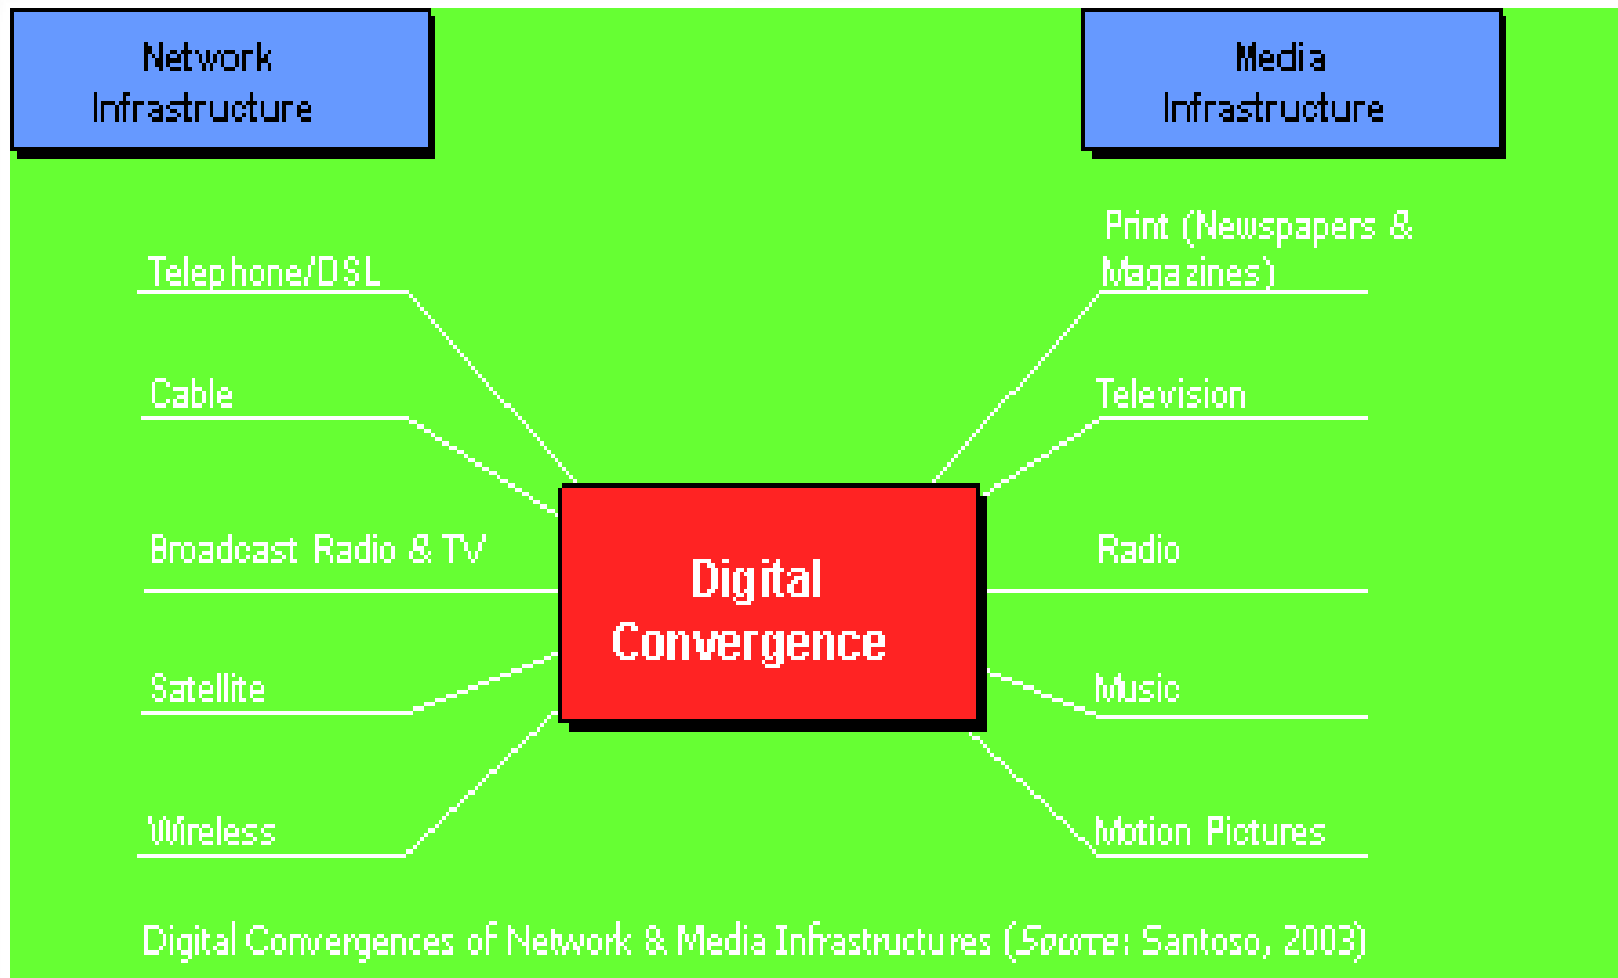 Network
Infrastructure
Media
Infrastructure
Telephone/DSL
Cable
Broadcast Radio & TV
Satellite
Wireless
Digital
Convergence
Print (Newspapers &
Magazines)
Television
Radio
Music
Motion Pictures
Digital Convergences of Network & Media Infrastructures (Source: Santoso, 2003)